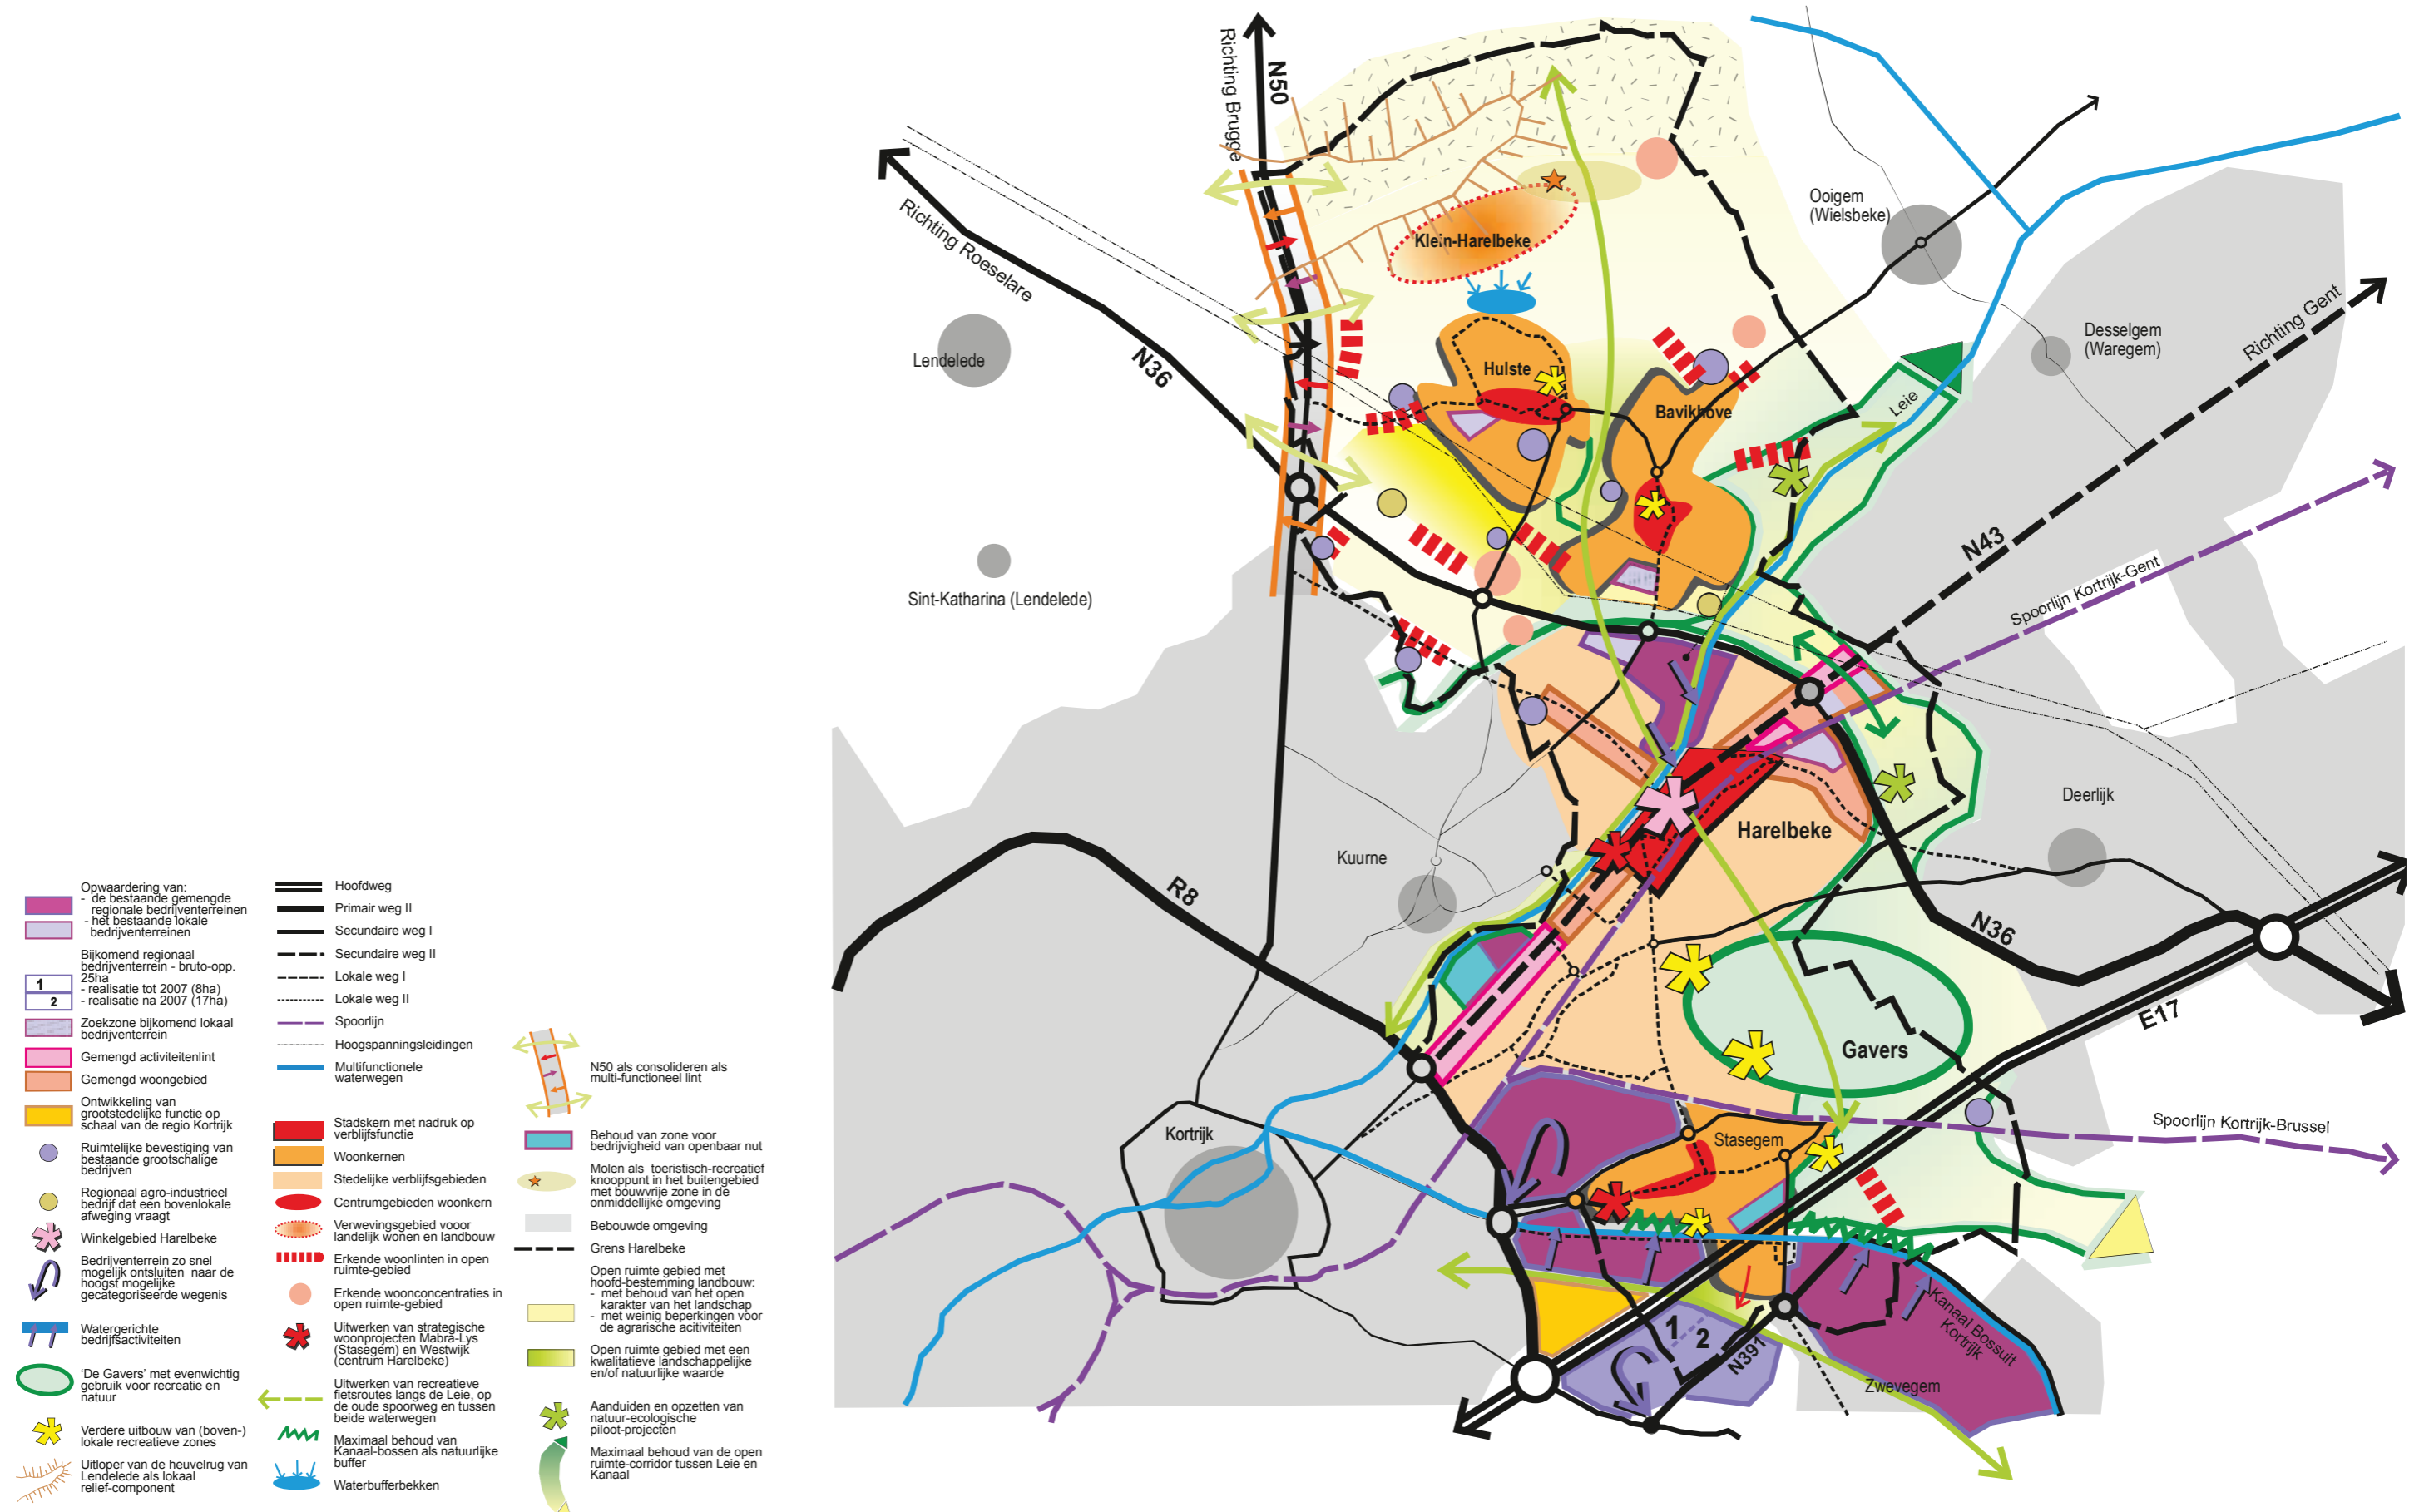 Opwaardering van:
- de bestaande gemengde
regionale bedrijventerreinen
- het bestaande lokale
bedrijventerreinen
Bijkomend regionaal
bedrijventerrein - bruto-opp.
25ha
1
- realisatie tot 2007 (8ha)
2
- realisatie na 2007 (17ha)
Zoekzone bijkomend lokaal
bedrijventerrein
Gemengd activiteitenlint
Gemengd woongebied
Ontwikkeling van
grootstedelijke functie op
schaal van de regio Kortrijk
Ruimtelijke bevestiging van
bestaande grootschalige
bedrijven
Regionaal agro-industrieel
bedrijf dat een bovenlokale
afweging vraagt
Winkelgebied Harelbeke
Bedrijventerrein zo snel
mogelijk ontsluiten naar de
hoogst mogelijke
gecategoriseerde wegenis
Watergerichte
bedrijfsactiviteiten
'De Gavers' met evenwichtig
gebruik voor recreatie en
natuur
Verdere uitbouw van (boven-)
lokale recreatieve zones
Uitloper van de heuvelrug van
Lendelede als lokaal
relief-component
Hoofdweg
Primair weg II
Secundaire weg I
Secundaire weg II
Lokale weg I
Lokale weg II
Spoorlijn
Hoogspanningsleidingen
Multifunctionele
waterwegen
Stadskern met nadruk op
verblijfsfunctie
Woonkernen
Stedelijke verblijfsgebieden
Centrumgebieden woonkern
Verwevingsgebied vooor
landelijk wonen en landbouw
Erkende woonlinten in open
ruimte-gebied
Erkende woonconcentraties in
open ruimte-gebied
Uitwerken van strategische
woonprojecten Mabra-Lys
(Stasegem) en Westwijk
(centrum Harelbeke)
Uitwerken van recreatieve
fietsroutes langs de Leie, op
de oude spoorweg en tussen
beide waterwegen
Maximaal behoud van
Kanaal-bossen als natuurlijke
buffer
Waterbufferbekken
N50 als consolideren als
multi-functioneel lint
Behoud van zone voor
bedrijvigheid van openbaar nut
Molen als toeristisch-recreatief
knooppunt in het buitengebied
met bouwvrije zone in de
onmiddellijke omgeving
Bebouwde omgeving
Grens Harelbeke
Open ruimte gebied met
hoofd-bestemming landbouw:
- met behoud van het open
karakter van het landschap
- met weinig beperkingen voor
de agrarische acitiviteiten
Open ruimte gebied met een
kwalitatieve landschappelijke
en/of natuurlijke waarde
Aanduiden en opzetten van
natuur-ecologische
piloot-projecten
Maximaal behoud van de open
ruimte-corridor tussen Leie en
Kanaal
Richting Brugge
N50
Richting Roeselare
N36
Lendelede
Sint-Katharina (Lendelede)
Klein-Harelbeke
Hulste
Bavikhove
Ooigem
(Wielsbeke)
Desselgem
(Waregem)
Richting Gent
Leie
N43
Spoorlijn Kortrijk-Gent
Deerlijk
Harelbeke
Kuurne
R8
N36
E17
Gavers
Kortrijk
Stasegem
Spoorlijn Kortrijk-Brussel
Kanaal Bossuit
Kortrijk
1
2
N391
Zwevegem